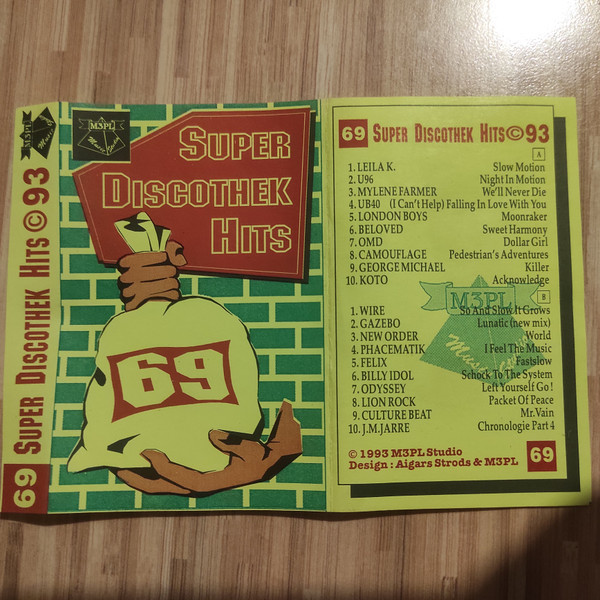 69 SUPER DISCOTHEK HITS © 93
M3PL
M3PL
Music Studio
SUPER
DISCOTHEK
HITS
69
69 SUPER DISCOTHEK HITS © 93
A
1. LEILA K. Slow Motion
2. U96 Night In Motion
3. MYLENE FARMER We'll Never Die
4. UB40 (I Can't Help) Falling In Love With You
5. LONDON BOYS Moonraker
6. BELOVED Sweet Harmony
7. OMD Dollar Girl
8. CAMOUFLAGE Pedestrian's Adventures
9. GEORGE MICHAEL Killer
10. KOTO Acknowledge
B
1. WIRE So And Slow It Grows
2. GAZEBO Lunatic (new mix)
3. NEW ORDER World
4. PHACEMATIK I Feel The Music
5. FELIX Fastslow
6. BILLY IDOL Schock To The System
7. ODYSSEY Left Yourself Go !
8. LION ROCK Packet Of Peace
9. CULTURE BEAT Mr.Vain
10. J.M.JARRE Chronologie Part 4
M3PL
© 1993 M3PL Studio
Design : Aigars Strods & M3PL
69